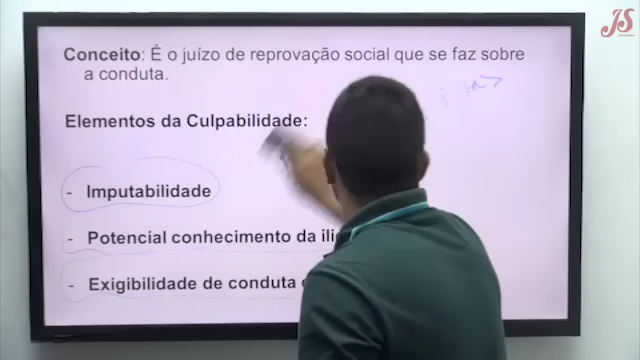 JS
Conceito: É o juízo de reprovação social que se faz sobre
a conduta.
Elementos da Culpabilidade:
- Imputabilidade
- Potencial conhecimento da ili
- Exigibilidade de conduta